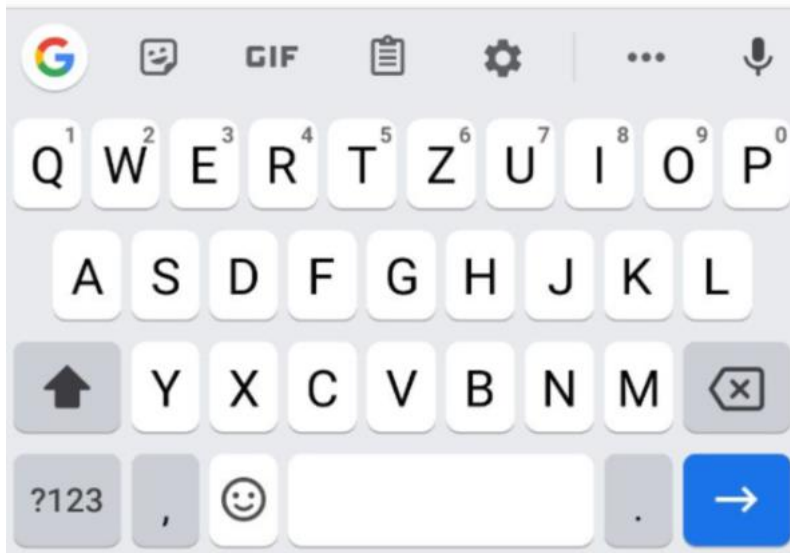 G GIF
Q1 W2 E3 R4 T5 Z6 U7 I8 O9 P0
A S D F G H J K L
Y X C V B N M
?123 , .